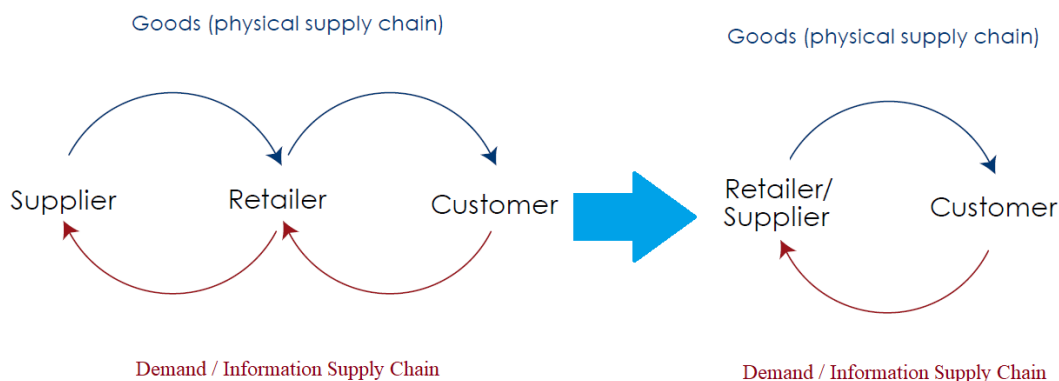 Goods (physical supply chain)
Supplier
Retailer
Customer
Demand / Information Supply Chain
Goods (physical supply chain)
Retailer/
Supplier
Customer
Demand / Information Supply Chain